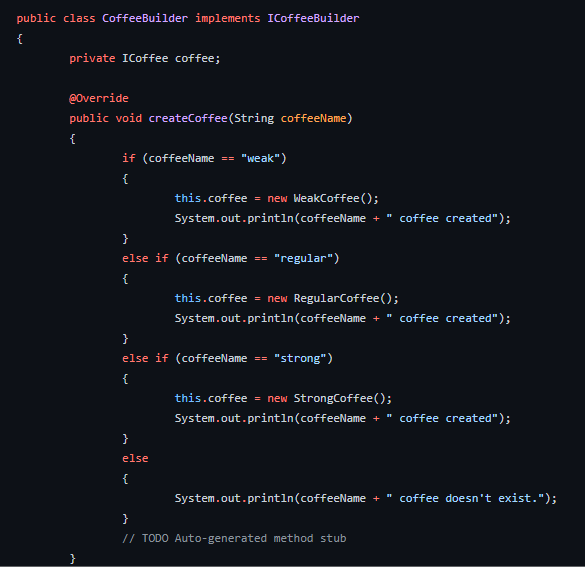 public class CoffeeBuilder implements ICoffeeBuilder
{
private ICoffee coffee;
@Override
public void createCoffee(String coffeeName)
{
if (coffeeName == "weak")
{
this.coffee = new WeakCoffee();
System.out.println(coffeeName + " coffee created");
}
else if (coffeeName == "regular")
{
this.coffee = new RegularCoffee();
System.out.println(coffeeName + " coffee created");
}
else if (coffeeName == "strong")
{
this.coffee = new StrongCoffee();
System.out.println(coffeeName + " coffee created");
}
else
{
System.out.println(coffeeName + " coffee doesn't exist.");
}
// TODO Auto-generated method stub
}